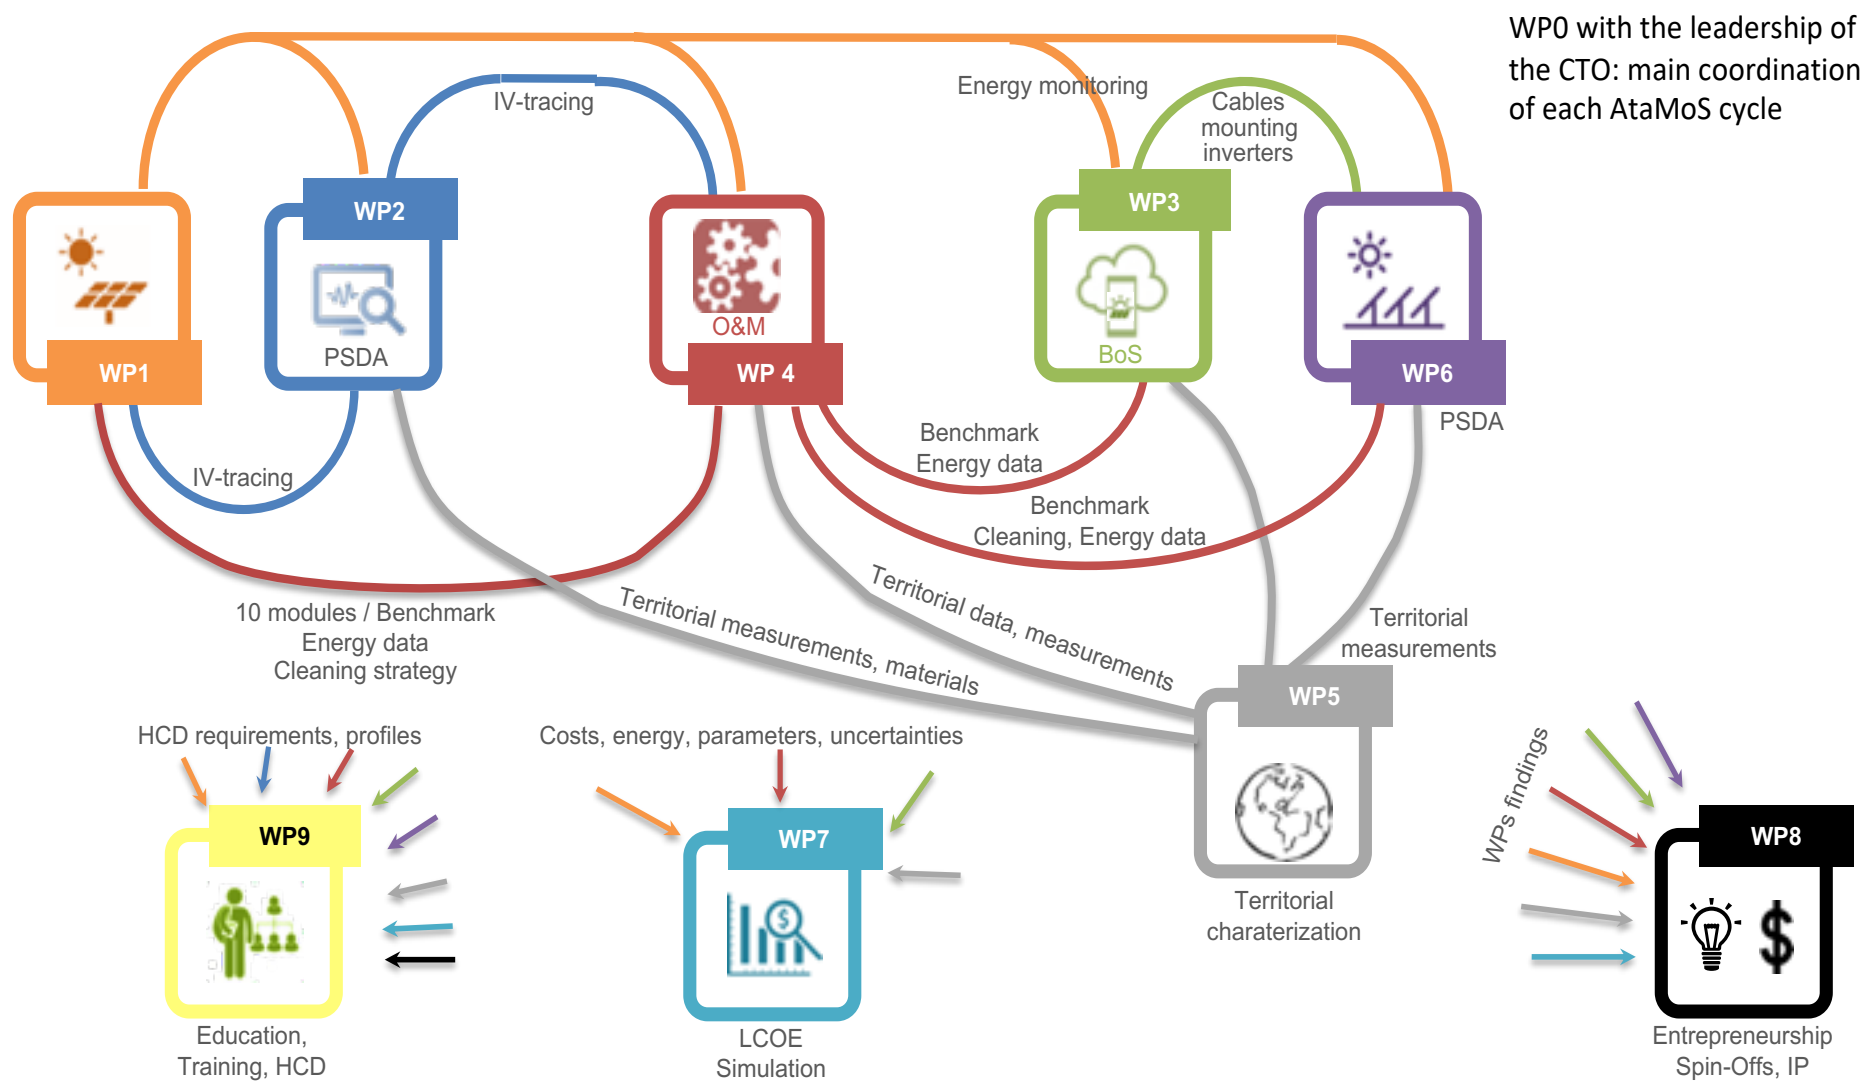 WP0 with the leadership of
the CTO: main coordination
of each AtaMoS cycle
IV-tracing
Energy monitoring
Cables
mounting
inverters
WP2
WP3
O&M
PSDA
BoS
WP1
WP 4
WP6
PSDA
Benchmark
Energy data
IV-tracing
Benchmark
Cleaning, Energy data
10 modules / Benchmark
Energy data
Cleaning strategy
Territorial measurements, materials
Territorial data, measurements
Territorial
measurements
WP5
HCD requirements, profiles
Costs, energy, parameters, uncertainties
WPs findings
WP9
WP7
WP8
$
$
Territorial
charaterization
Education,
Training, HCD
LCOE
Simulation
Entrepreneurship
Spin-Offs, IP